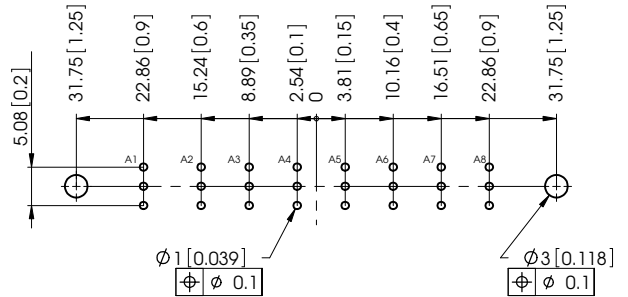 5.08 [0.2]
31.75 [1.25]
22.86 [0.9]
15.24 [0.6]
8.89 [0.35]
2.54 [0.1]
0
3.81 [0.15]
10.16 [0.4]
16.51 [0.65]
22.86 [0.9]
31.75 [1.25]
A1
A2
A3
A4
A5
A6
A7
A8
∅1 [0.039]
⌖ ∅ 0.1
∅3 [0.118]
⌖ ∅ 0.1